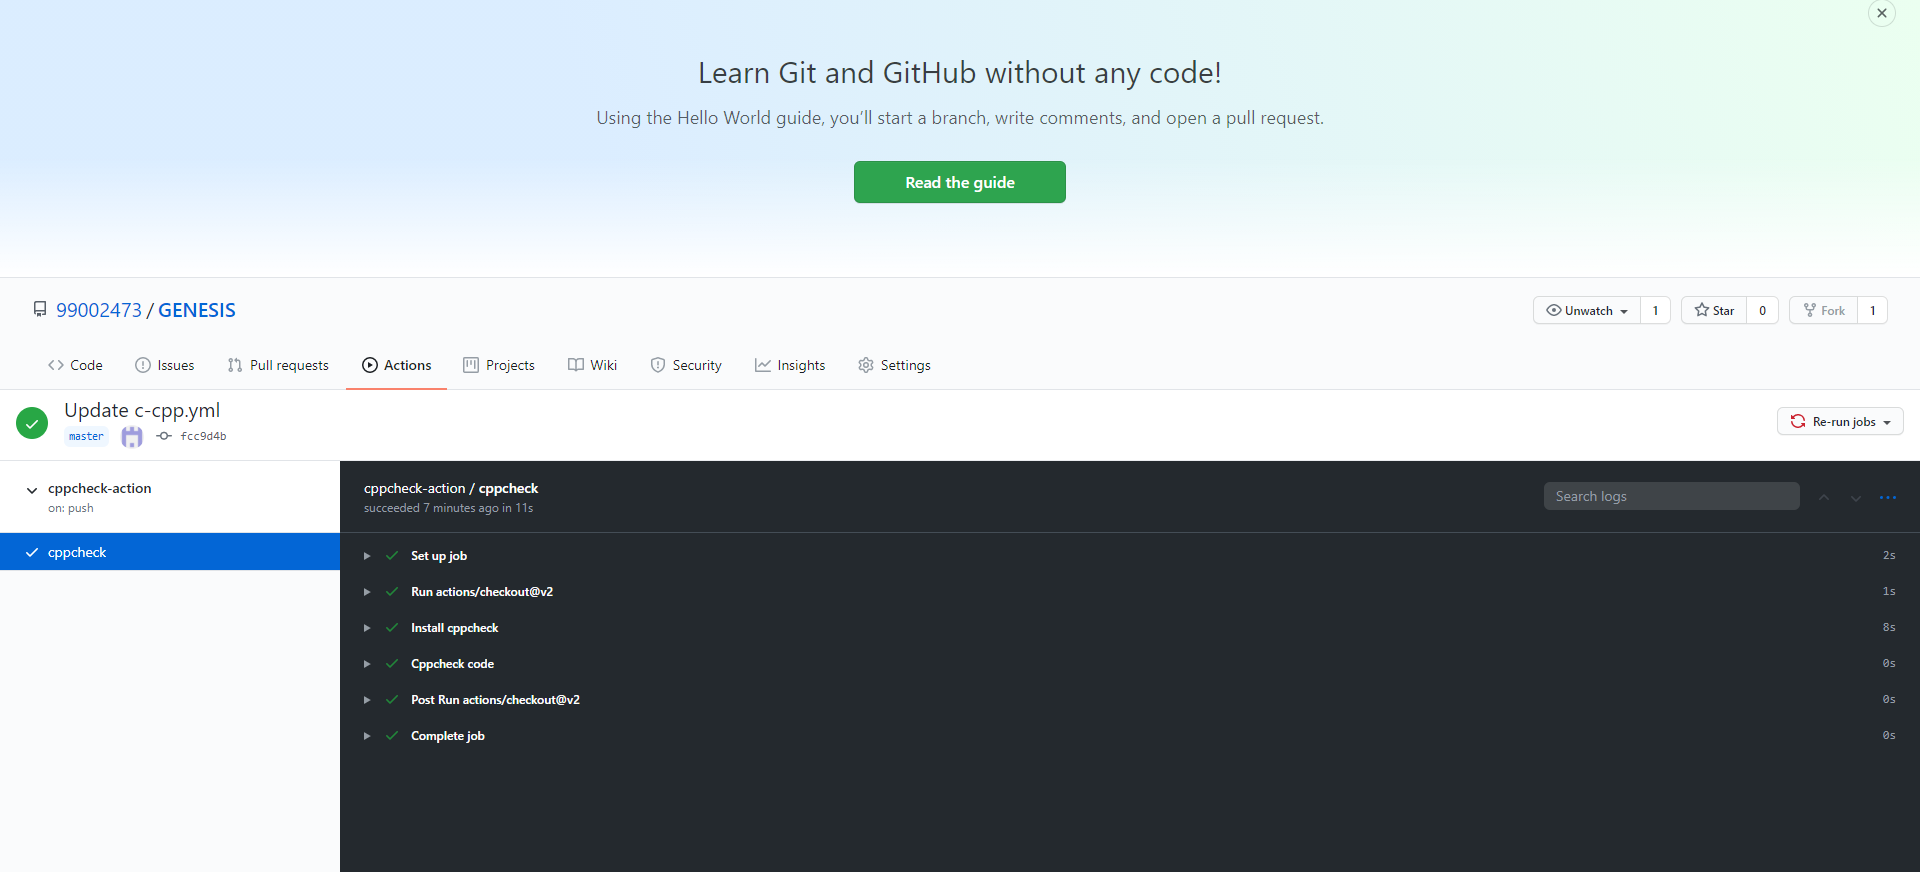 Learn Git and GitHub without any code!
Using the Hello World guide, you’ll start a branch, write comments, and open a pull request.
Read the guide
99002473 / GENESIS
Unwatch 1 Star 0 Fork 1
Code Issues Pull requests Actions Projects Wiki Security Insights Settings
Update c-cpp.yml
master fcc9d4b
Re-run jobs
cppcheck-action
on: push
cppcheck
cppcheck-action / cppcheck
succeeded 7 minutes ago in 11s
Search logs
Set up job 2s
Run actions/checkout@v2 1s
Install cppcheck 8s
Cppcheck code 0s
Post Run actions/checkout@v2 0s
Complete job 0s